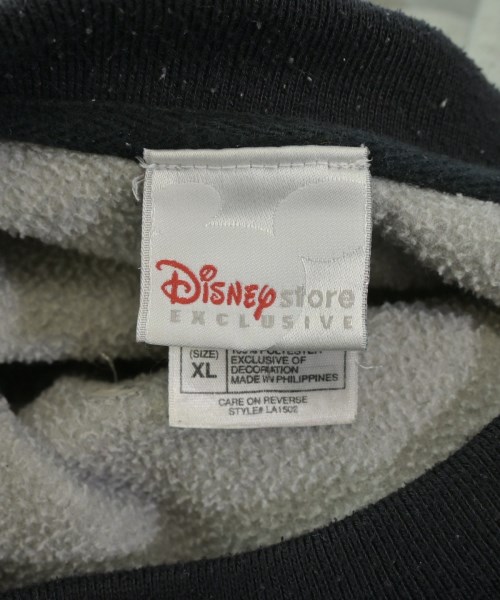 Disney store
EXCLUSIVE
(SIZE)
XL
100% POLYESTER
EXCLUSIVE OF
DECORATION
MADE IN PHILIPPINES
CARE ON REVERSE
STYLE# LA1502